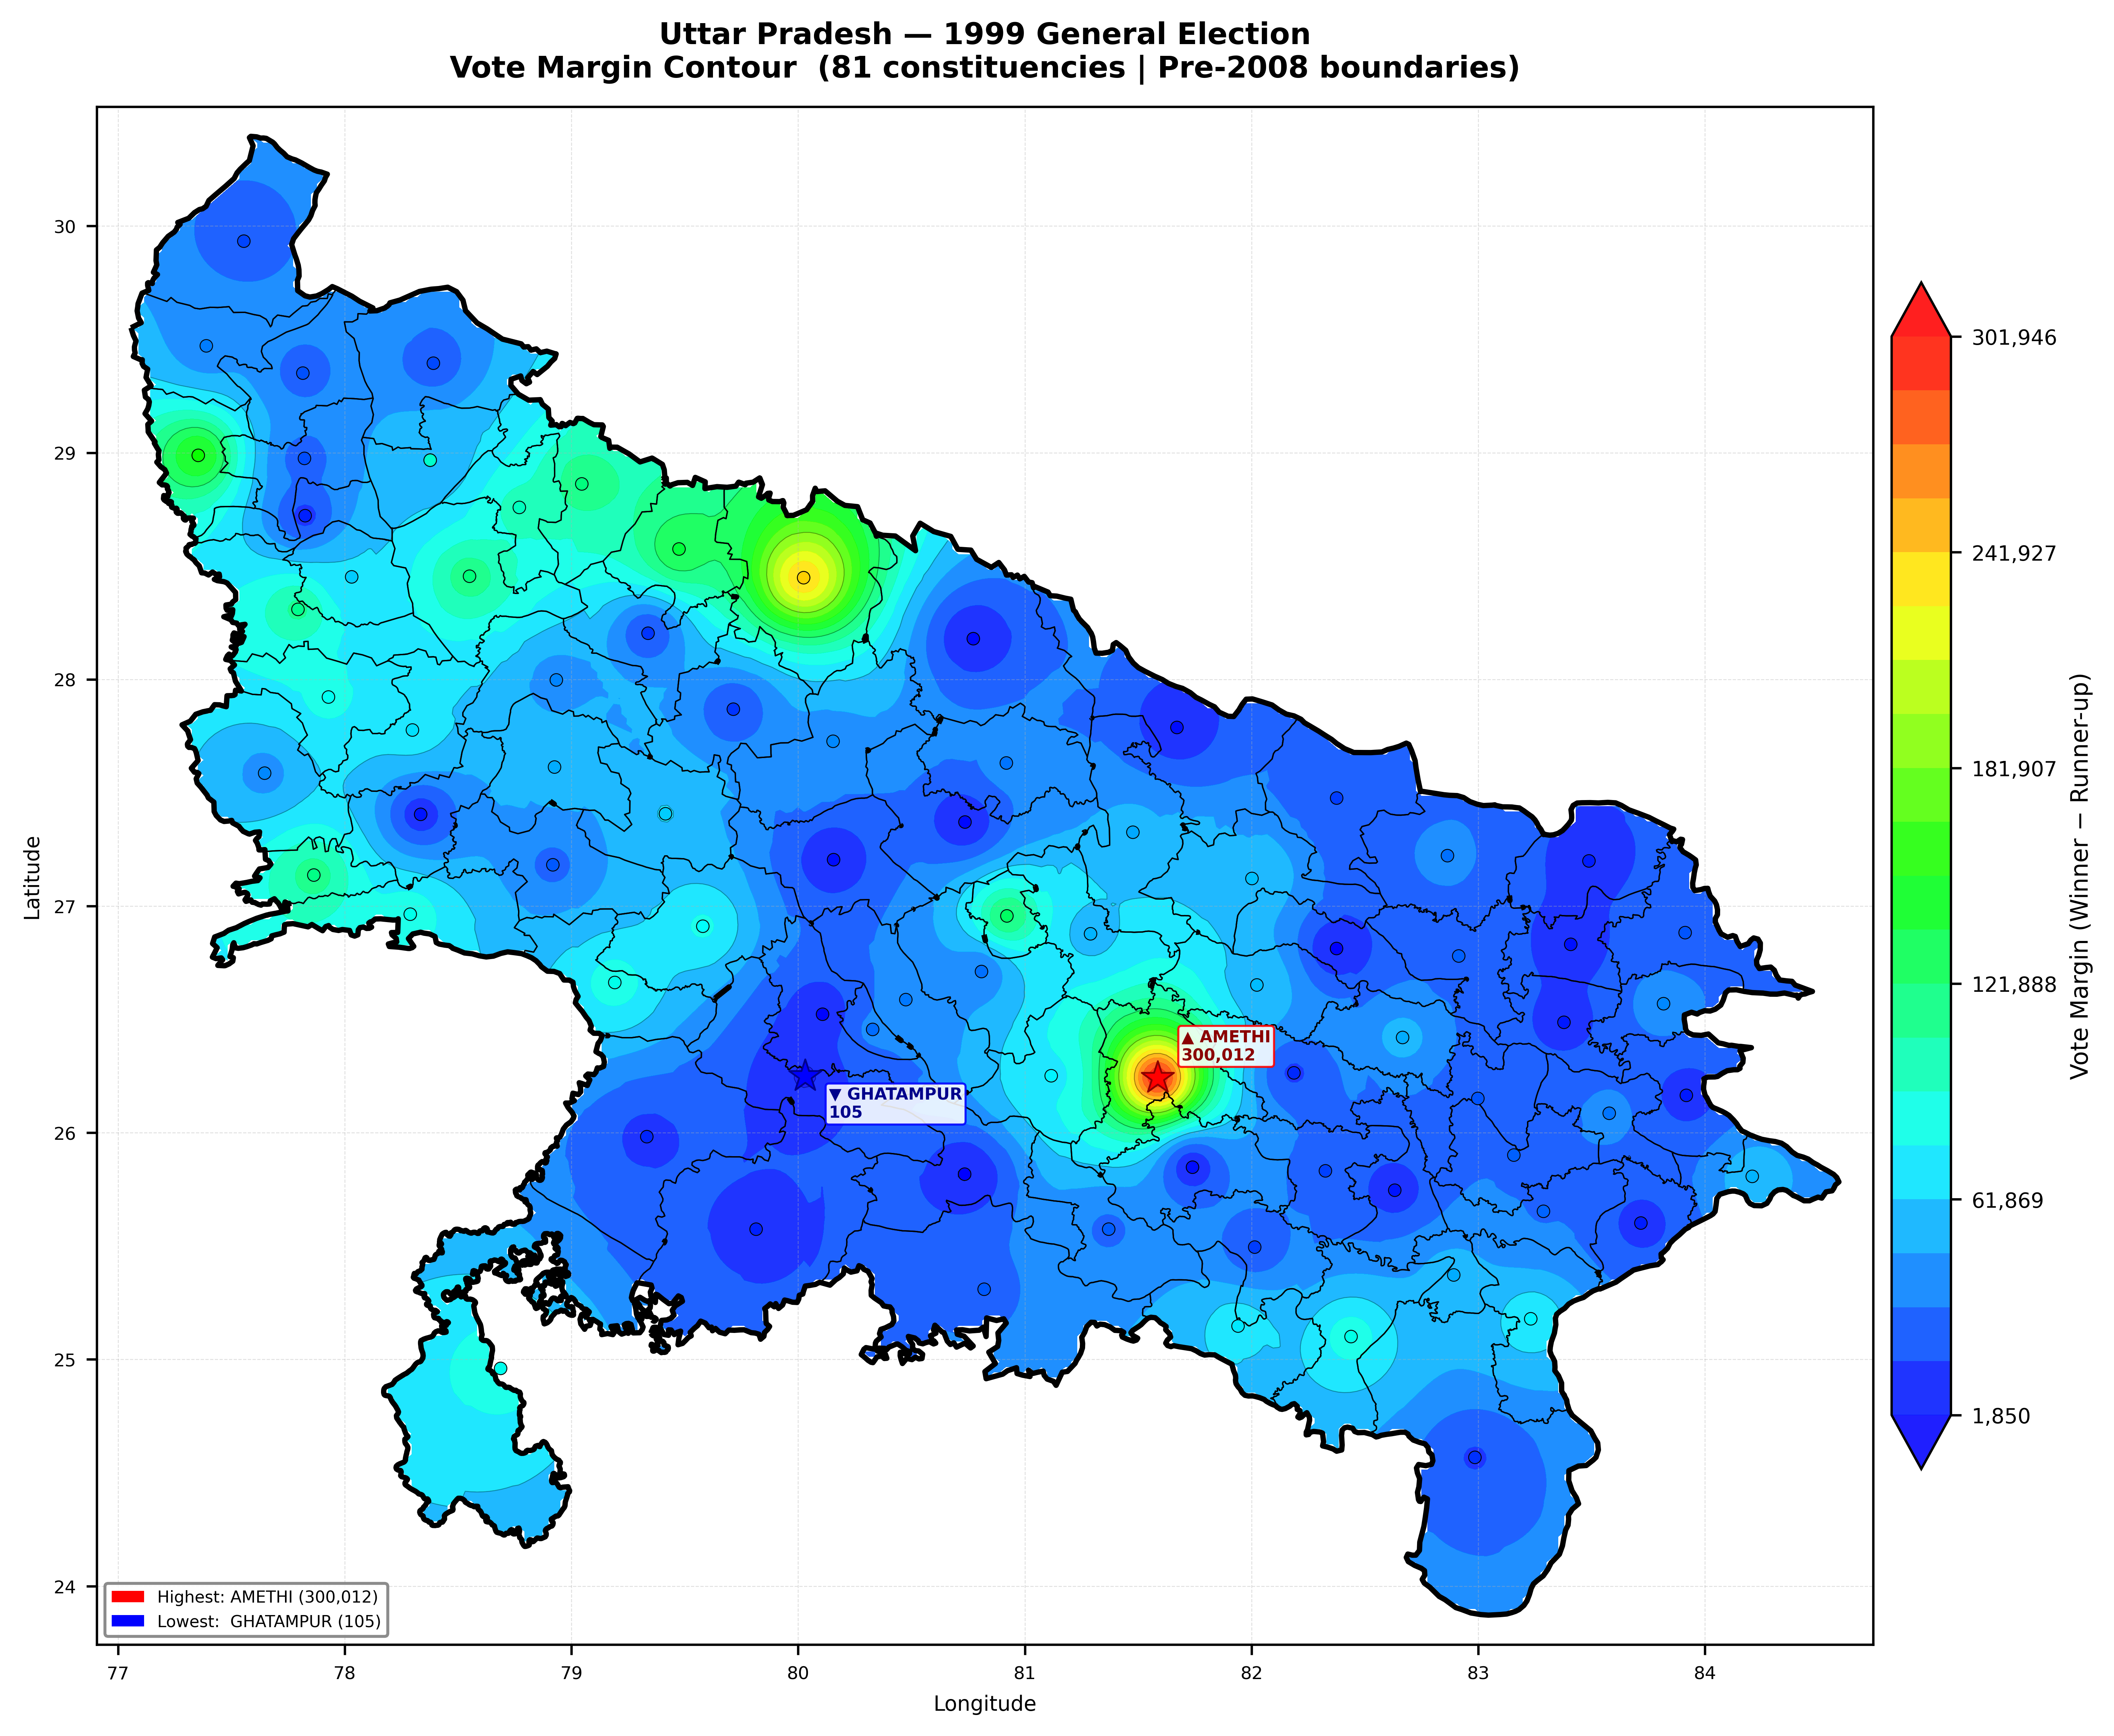 Uttar Pradesh — 1999 General Election
Vote Margin Contour  (81 constituencies | Pre-2008 boundaries)
Latitude
30
29
28
27
26
25
24
▲ AMETHI
300,012
▼ GHATAMPUR
105
Highest: AMETHI (300,012)
Lowest:  GHATAMPUR (105)
77
78
79
80
81
82
83
84
Longitude
301,946
241,927
181,907
121,888
61,869
1,850
Vote Margin (Winner − Runner-up)